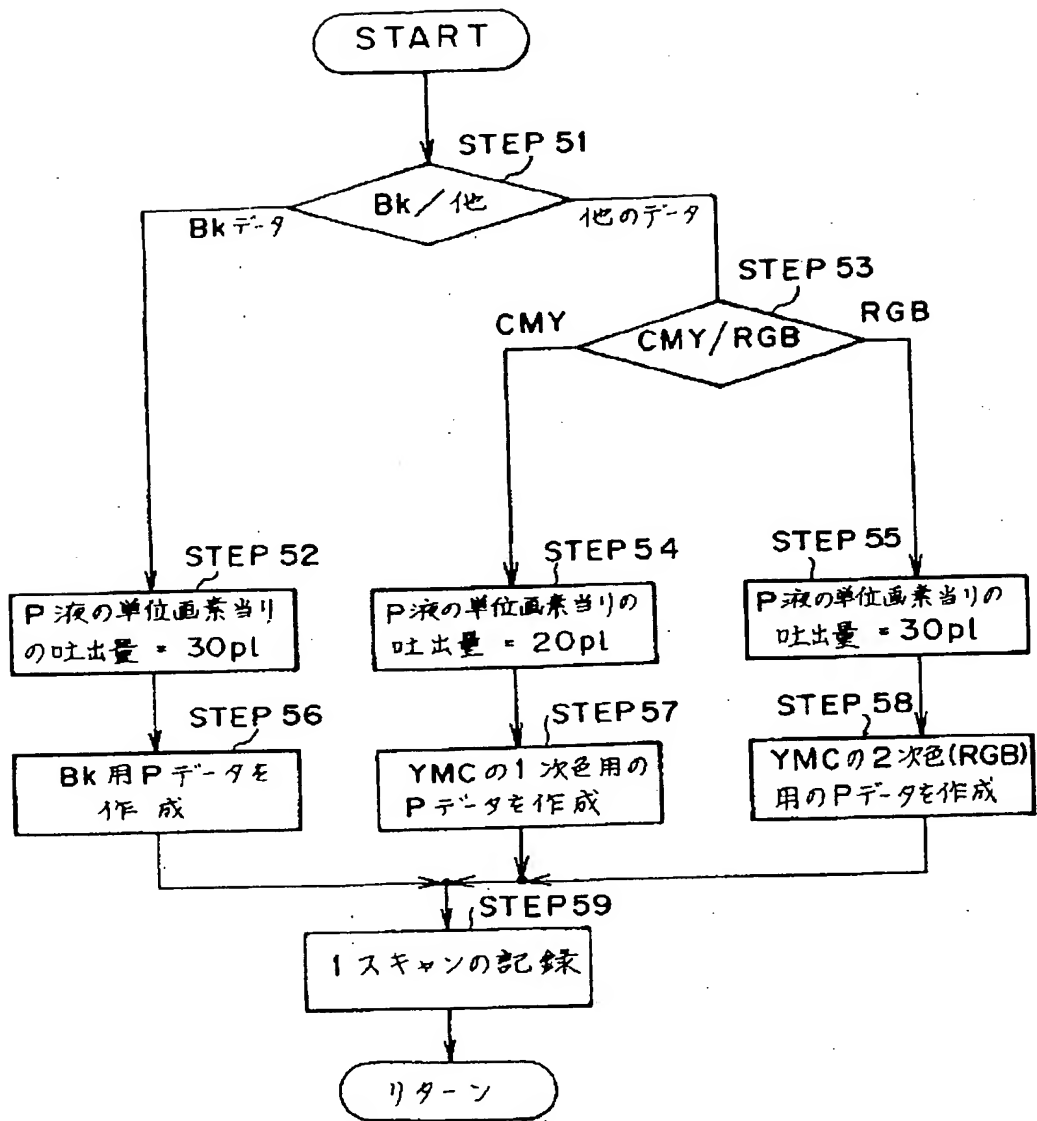 START
STEP 51
Bk/他
Bkデータ
他のデータ
STEP 53
CMY
CMY/RGB
RGB
STEP 52
P液の単位画素当り
の吐出量 = 30pl
STEP 54
P液の単位画素当りの
吐出量 = 20pl
STEP 55
P液の単位画素当りの
吐出量 = 30pl
STEP 56
Bk用Pデータを
作成
STEP 57
YMCの1次色用の
Pデータを作成
STEP 58
YMCの2次色(RGB)
用のPデータを作成
STEP 59
1スキャンの記録
リターン